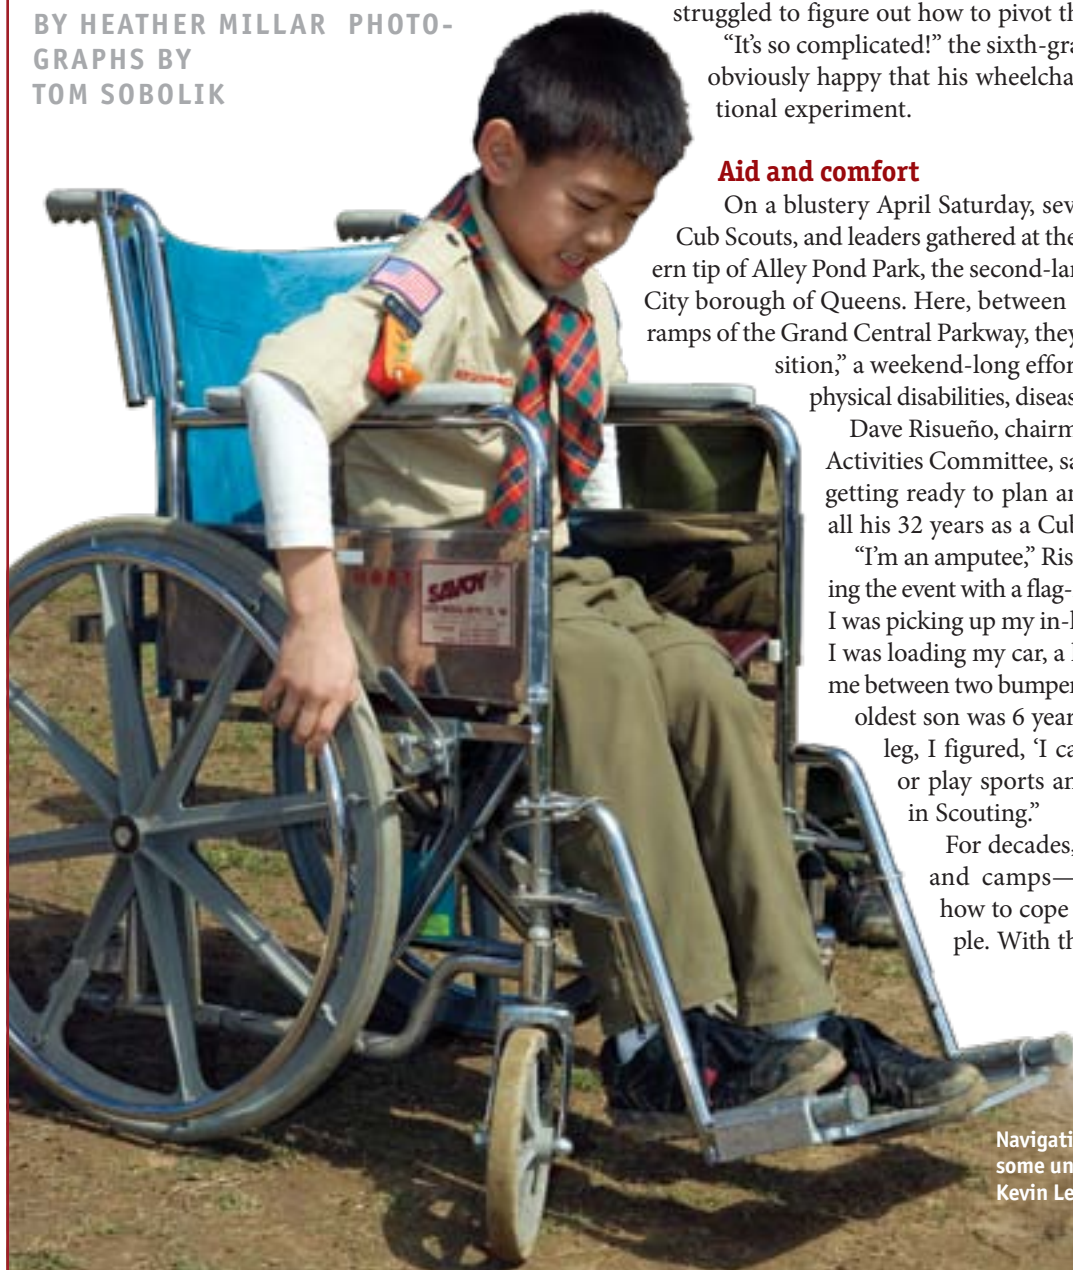 BY HEATHER MILLAR PHOTO-
GRAPHS BY
TOM SOBOLIK
struggled to figure out how to pivot th
“It’s so complicated!” the sixth-gra
obviously happy that his wheelcha
tional experiment.
Aid and comfort
On a blustery April Saturday, sev
Cub Scouts, and leaders gathered at the
ern tip of Alley Pond Park, the second-lar
City borough of Queens. Here, between
ramps of the Grand Central Parkway, they
sition,” a weekend-long effor
physical disabilities, diseas
Dave Risueño, chairm
Activities Committee, sa
getting ready to plan an
all his 32 years as a Cub
“I’m an amputee,” Ris
ing the event with a flag-
I was picking up my in-l
I was loading my car, a l
me between two bumper
oldest son was 6 year
leg, I figured, ‘I ca
or play sports an
in Scouting.”
For decades,
and camps—
how to cope
ple. With th
SAVOY
Navigati
some un
Kevin Le